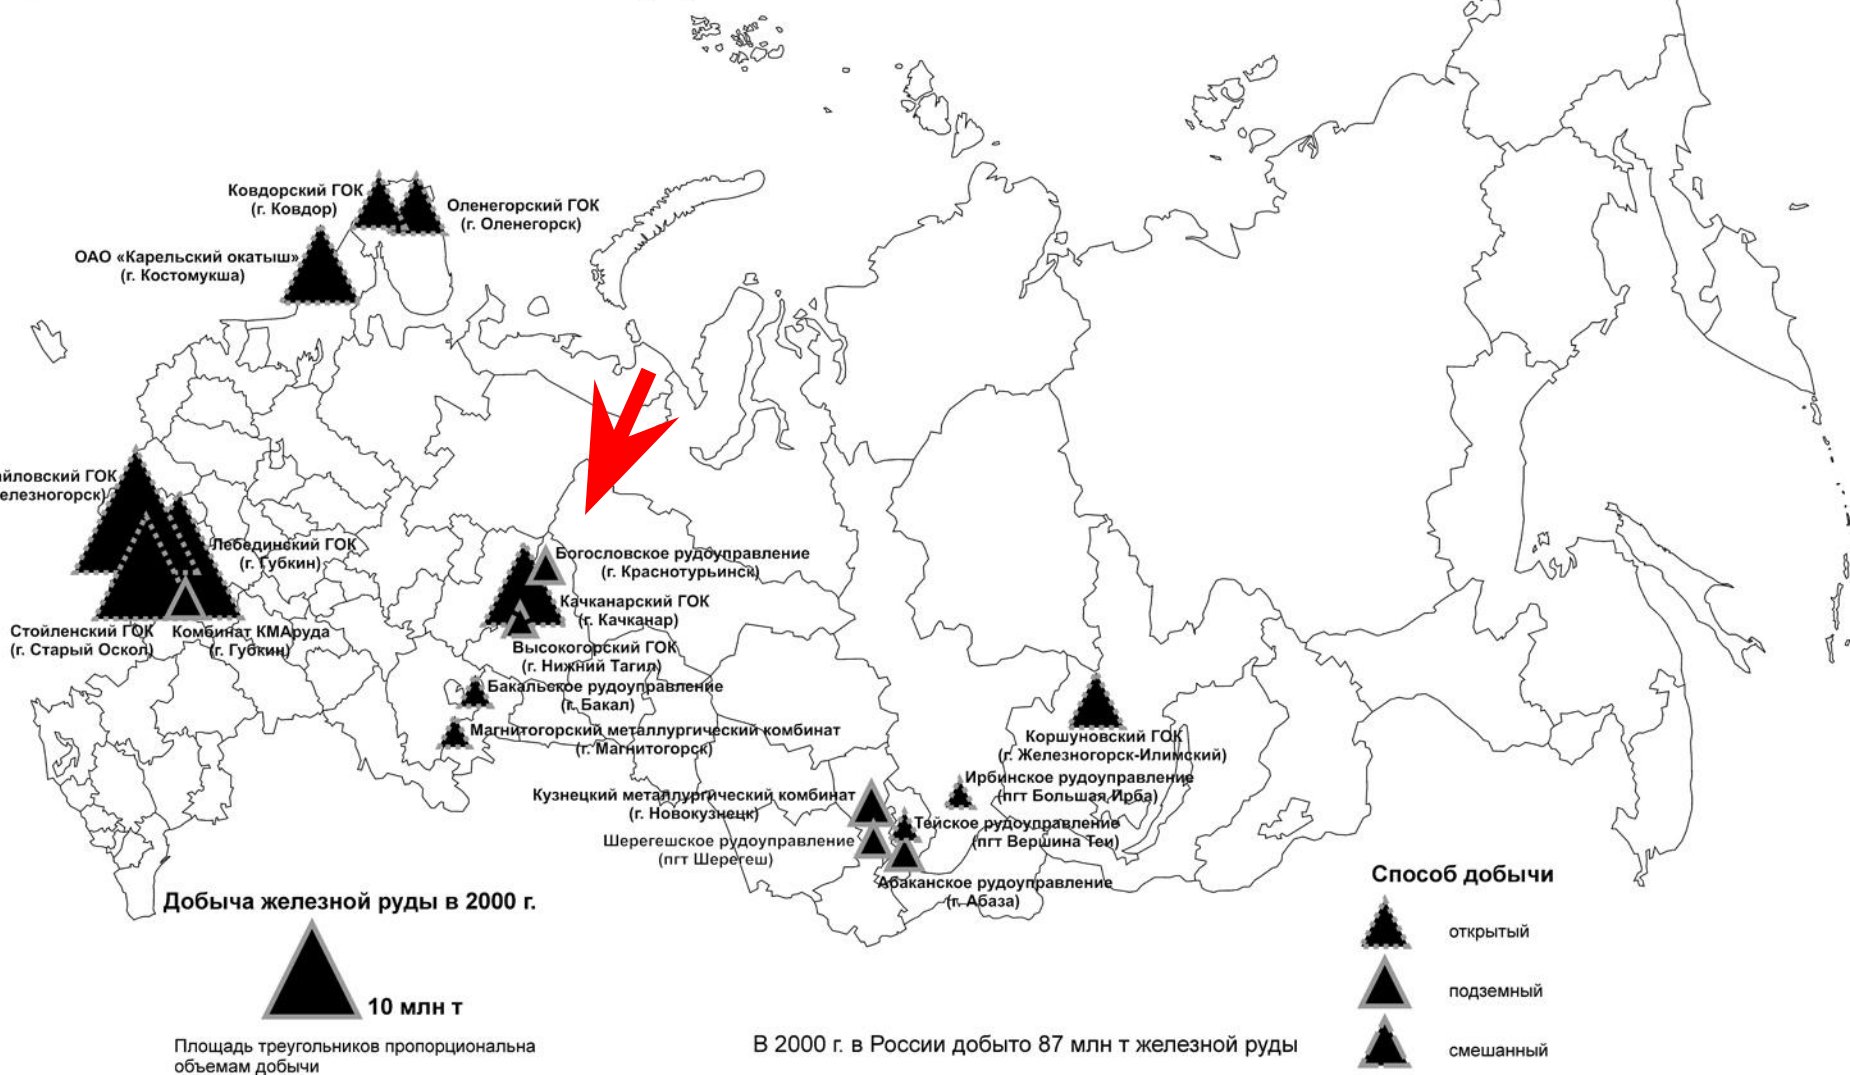 Ковдорский ГОК
(г. Ковдор)
Оленегорский ГОК
(г. Оленегорск)
ОАО «Карельский окатыш»
(г. Костомукша)
йловский ГОК
елезногорск)
Лебединский ГОК
(г. Губкин)
Стойленский ГОК
(г. Старый Оскол)
Комбинат КМАруда
(г. Губкин)
Богословское рудоуправление
(г. Краснотурьинск)
Качканарский ГОК
(г. Качканар)
Высокогорский ГОК
(г. Нижний Тагил)
Бакальское рудоуправление
(г. Бакал)
Магнитогорский металлургический комбинат
(г. Магнитогорск)
Коршуновский ГОК
(г. Железногорск-Илимский)
Ирбинское рудоуправление
(пгт Большая Ирба)
Кузнецкий металлургический комбинат
(г. Новокузнецк)
Тейское рудоуправление
(пгт Вершина Теи)
Шерегешское рудоуправление
(пгт Шерегеш)
Абаканское рудоуправление
(г. Абаза)
Добыча железной руды в 2000 г.
10 млн т
Площадь треугольников пропорциональна
объемам добычи
В 2000 г. в России добыто 87 млн т железной руды
Способ добычи
открытый
подземный
смешанный